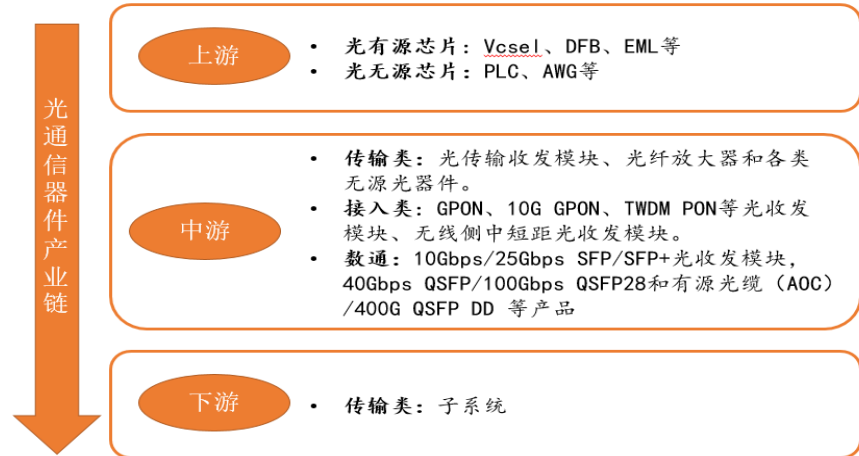 光通信器件产业链
上游
• 光有源芯片：Vcsel、DFB、EML等
• 光无源芯片：PLC、AWG等
中游
• 传输类：光传输收发模块、光纤放大器和各类
无源光器件。
• 接入类：GPON、10G GPON、TWDM PON等光收发
模块、无线侧中短距光收发模块。
• 数通：10Gbps/25Gbps SFP/SFP+光收发模块，
40Gbps QSFP/100Gbps QSFP28和有源光缆（AOC）
/400G QSFP DD 等产品
下游
• 传输类：子系统